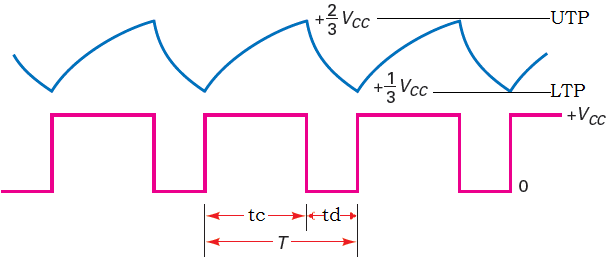 +2/3 VCC UTP
+1/3 VCC LTP
+VCC
0
tc td
T